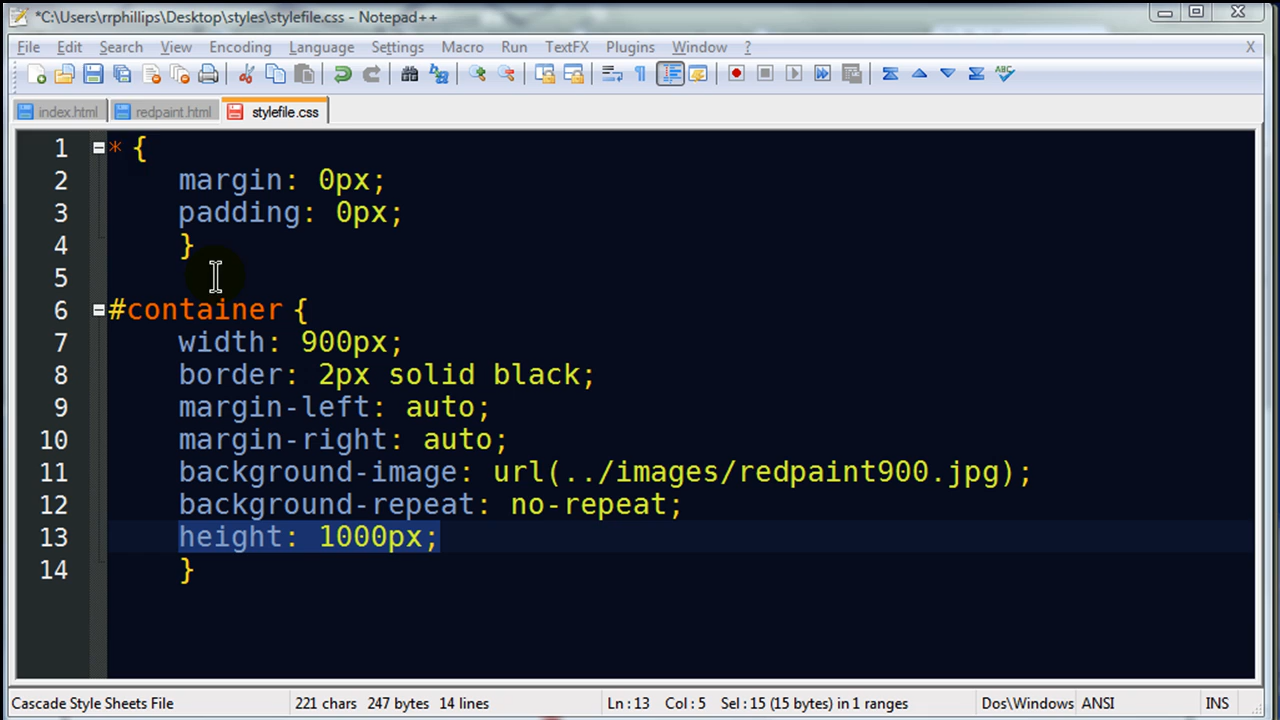 *C:\Users\rrphillips\Desktop\styles\stylefile.css - Notepad++
File Edit Search View Encoding Language Settings Macro Run TextFX Plugins Window ? X
index.html redpaint.html stylefile.css
1 * {
2 margin: 0px;
3 padding: 0px;
4 }
5
6 #container {
7 width: 900px;
8 border: 2px solid black;
9 margin-left: auto;
10 margin-right: auto;
11 background-image: url(../images/redpaint900.jpg);
12 background-repeat: no-repeat;
13 height: 1000px;
14 }
Cascade Style Sheets File 221 chars 247 bytes 14 lines Ln : 13 Col : 5 Sel : 15 (15 bytes) in 1 ranges Dos\Windows ANSI INS